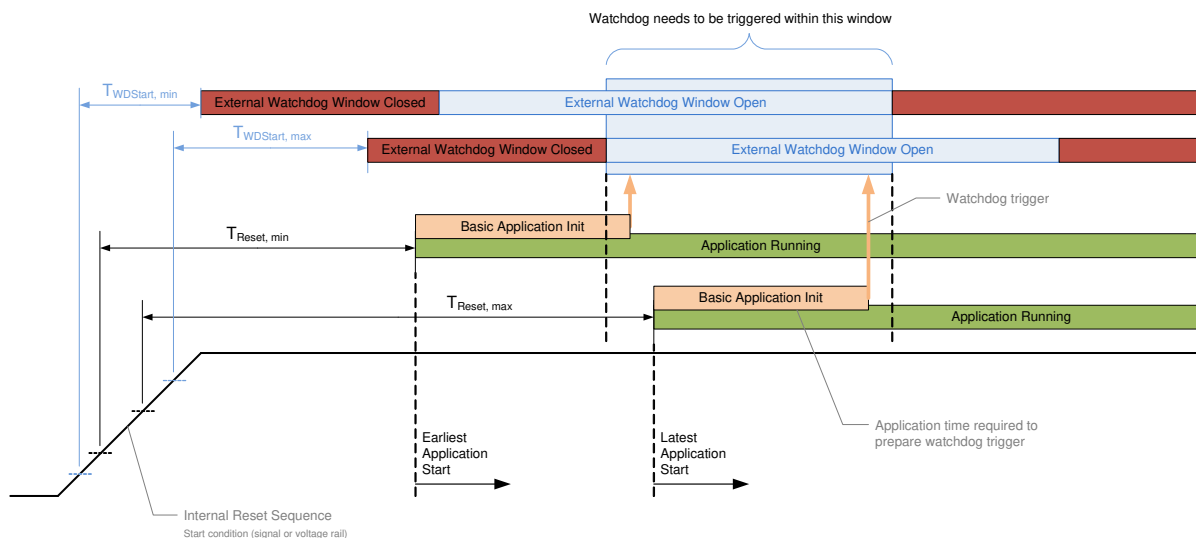 Watchdog needs to be triggered within this window
TWDStart, min
External Watchdog Window Closed
External Watchdog Window Open
TWDStart, max
External Watchdog Window Closed
External Watchdog Window Open
Watchdog trigger
Basic Application Init
TReset, min
Application Running
Basic Application Init
TReset, max
Application Running
Application time required to
prepare watchdog trigger
Earliest
Application
Start
Latest
Application
Start
Internal Reset Sequence
Start condition (signal or voltage rail)